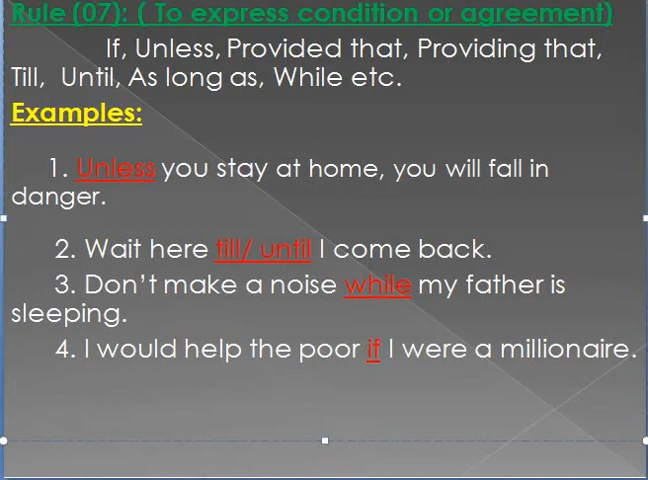 Rule (07): ( To express condition or agreement)
If, Unless, Provided that, Providing that,
Till, Until, As long as, While etc.
Examples:
1. Unless you stay at home, you will fall in
danger.
2. Wait here till/ until I come back.
3. Don't make a noise while my father is
sleeping.
4. I would help the poor if I were a millionaire.